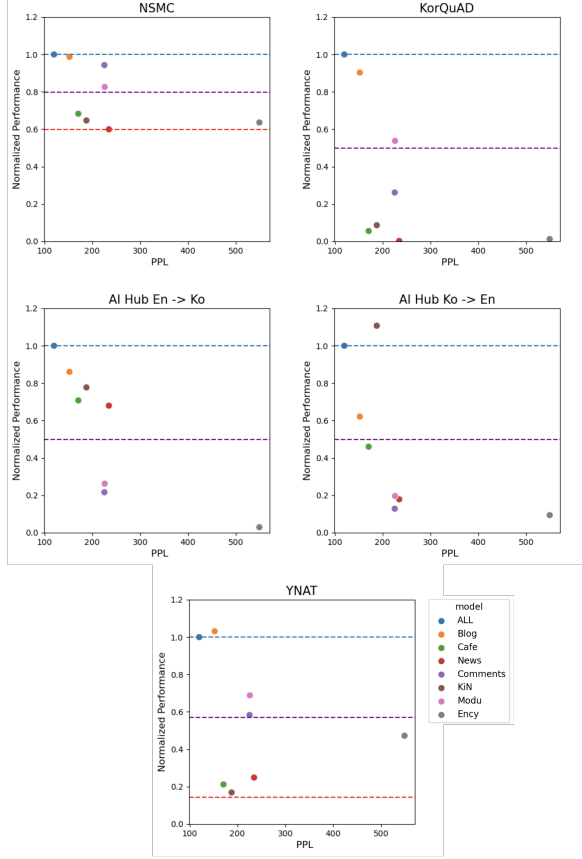 NSMC
1.2
1.0
0.8
0.6
0.4
0.2
0.0
100 200 300 400 500
PPL
Normalized Performance
KorQuAD
1.2
1.0
0.8
0.6
0.4
0.2
0.0
100 200 300 400 500
PPL
Normalized Performance
AI Hub En -> Ko
1.2
1.0
0.8
0.6
0.4
0.2
0.0
100 200 300 400 500
PPL
Normalized Performance
AI Hub Ko -> En
1.2
1.0
0.8
0.6
0.4
0.2
0.0
100 200 300 400 500
PPL
Normalized Performance
YNAT
1.2
1.0
0.8
0.6
0.4
0.2
0.0
100 200 300 400 500
PPL
Normalized Performance
model
ALL
Blog
Cafe
News
Comments
KiN
Modu
Ency